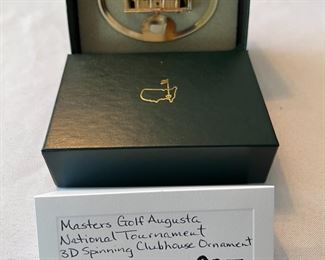 Masters Golf Augusta
National Tournament
3D Spinning Clubhouse Ornament